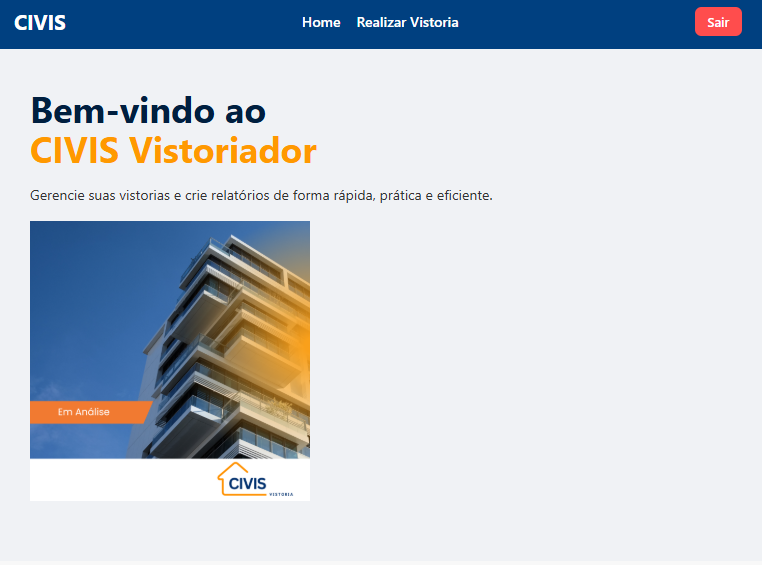 CIVIS
Home
Realizar Vistoria
Sair
Bem-vindo ao
CIVIS Vistoriador
Gerencie suas vistorias e crie relatórios de forma rápida, prática e eficiente.
Em Análise
CIVIS
VISTORIA